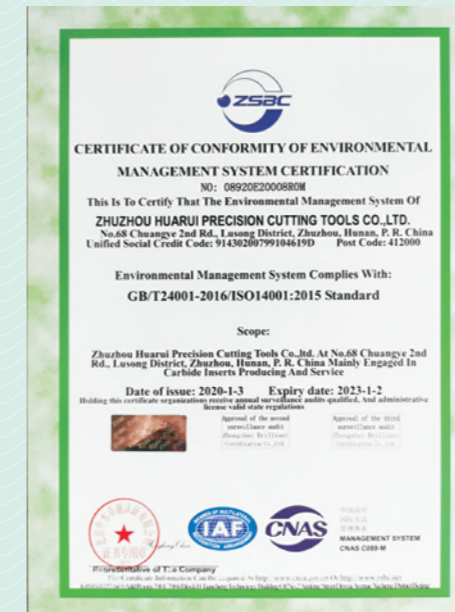 ZSBC
CERTIFICATE OF CONFORMITY OF ENVIRONMENTAL
MANAGEMENT SYSTEM CERTIFICATION
NO: 08920E20008R0M
This Is To Certify That The Environmental Management System Of
ZHUZHOU HUARUI PRECISION CUTTING TOOLS CO.,LTD.
No.68 Chuangye 2nd Rd., Lusong District, Zhuzhou, Hunan, P. R. China
Unified Social Credit Code: 91430200799104619D Post Code: 412000
Environmental Management System Complies With:
GB/T24001-2016/ISO14001:2015 Standard
Scope:
Zhuzhou Huarui Precision Cutting Tools Co.,ltd. At No.68 Chuangye 2nd
Rd., Lusong District, Zhuzhou, Hunan, P. R. China Mainly Engaged In
Carbide Inserts Producing And Service
Date of issue: 2020-1-3 Expiry date: 2023-1-2
Holding this certificate organizations receive annual surveillance audits qualified. And administrative
license valid state regulations
Approval of the second
surveillance audit
Approval of the third
surveillance audit
IAF
CNAS
MANAGEMENT SYSTEM
CNAS C089-M
Representative of The Company